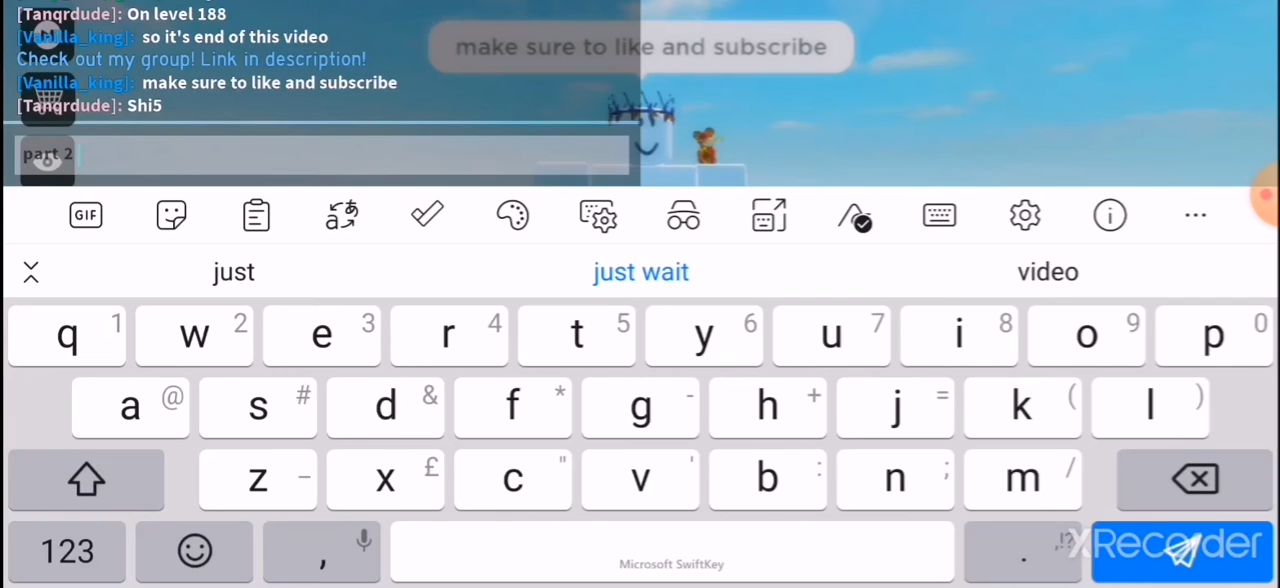 [Tanqrdude]: On level 188
[Vanilla_king]: so it's end of this video
Check out my group! Link in description!
[Vanilla_king]: make sure to like and subscribe
[Tanqrdude]: Shi5
make sure to like and subscribe
part 2
GIF
just just wait video
q 1 w 2 e 3 r 4 t 5 y 6 u 7 i 8 o 9 p 0
a @ s # d & f * g - h + j = k ( l )
z _ x £ c " v ' b : n ; m /
123 , Microsoft SwiftKey . !?
XRecorder